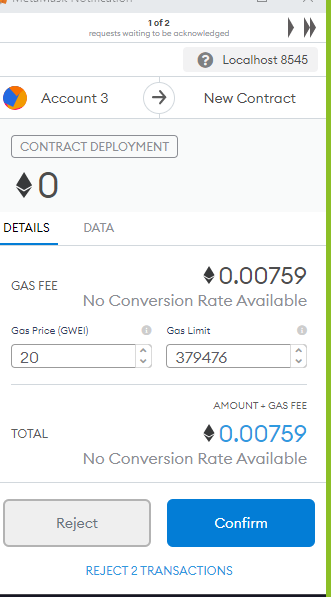 MetaMask Notification
1 of 2
requests waiting to be acknowledged
Localhost 8545
Account 3
New Contract
CONTRACT DEPLOYMENT
0
DETAILS
DATA
GAS FEE
0.00759
No Conversion Rate Available
Gas Price (GWEI)
Gas Limit
20
379476
AMOUNT + GAS FEE
TOTAL
0.00759
No Conversion Rate Available
Reject
Confirm
REJECT 2 TRANSACTIONS